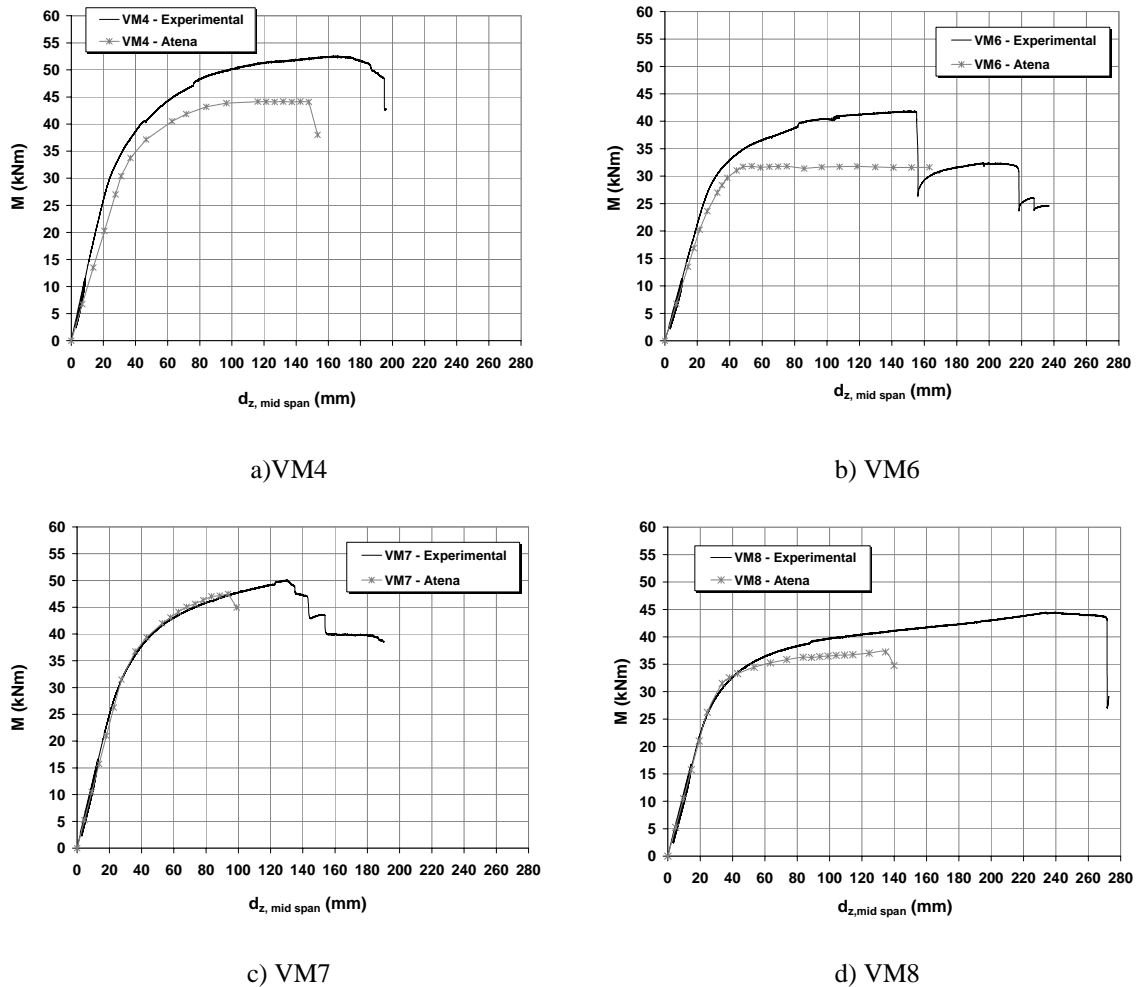 VM4 - Experimental
VM4 - Atena
60
55
50
45
40
35
30
25
20
15
10
5
0
M (kNm)
0 20 40 60 80 100 120 140 160 180 200 220 240 260 280
dz, mid span (mm)
a)VM4
VM6 - Experimental
VM6 - Atena
60
55
50
45
40
35
30
25
20
15
10
5
0
M (kNm)
0 20 40 60 80 100 120 140 160 180 200 220 240 260 280
dz, mid span (mm)
b) VM6
VM7 - Experimental
VM7 - Atena
60
55
50
45
40
35
30
25
20
15
10
5
0
M (kNm)
0 20 40 60 80 100 120 140 160 180 200 220 240 260 280
dz, mid span (mm)
c) VM7
VM8 - Experimental
VM8 - Atena
60
55
50
45
40
35
30
25
20
15
10
5
0
M (kNm)
0 20 40 60 80 100 120 140 160 180 200 220 240 260 280
dz,mid span (mm)
d) VM8